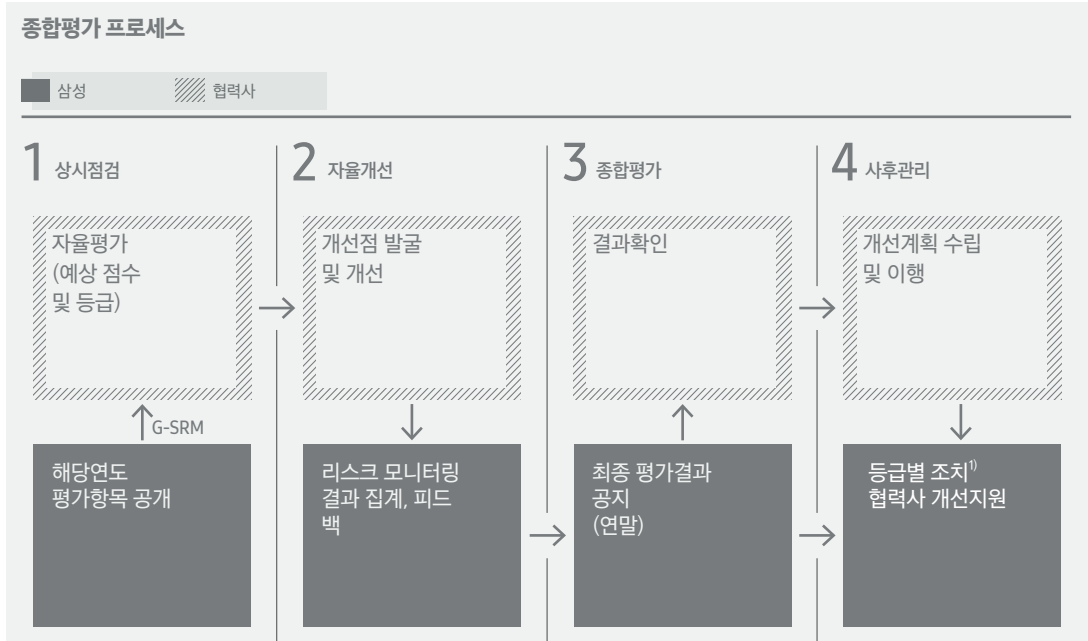 종합평가 프로세스
삼성
협력사
1 상시점검
2 자율개선
3 종합평가
4 사후관리
자율평가
(예상 점수
및 등급)
개선점 발굴
및 개선
결과확인
개선계획 수립
및 이행
G-SRM
해당연도
평가항목 공개
리스크 모니터링
결과 집계, 피드
백
최종 평가결과
공지
(연말)
등급별 조치1)
협력사 개선지원